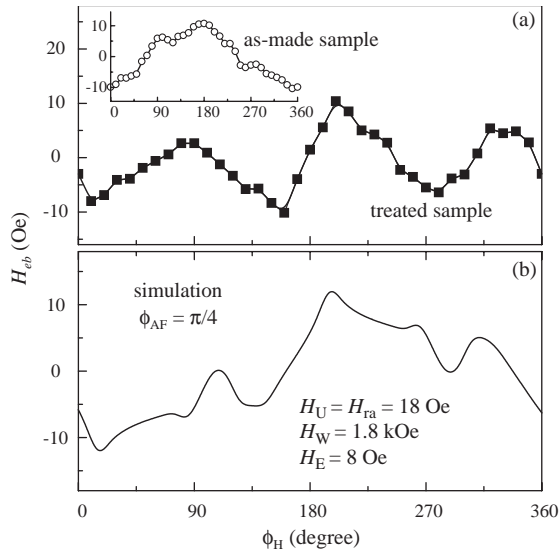 (a)
as-made sample
10
0
-10
0 90 180 270 360
20
10
0
-10
treated sample
H_eb (Oe)
(b)
simulation
ϕ_AF = π/4
10
0
-10
H_U = H_ra = 18 Oe
H_W = 1.8 kOe
H_E = 8 Oe
0 90 180 270 360
ϕ_H (degree)